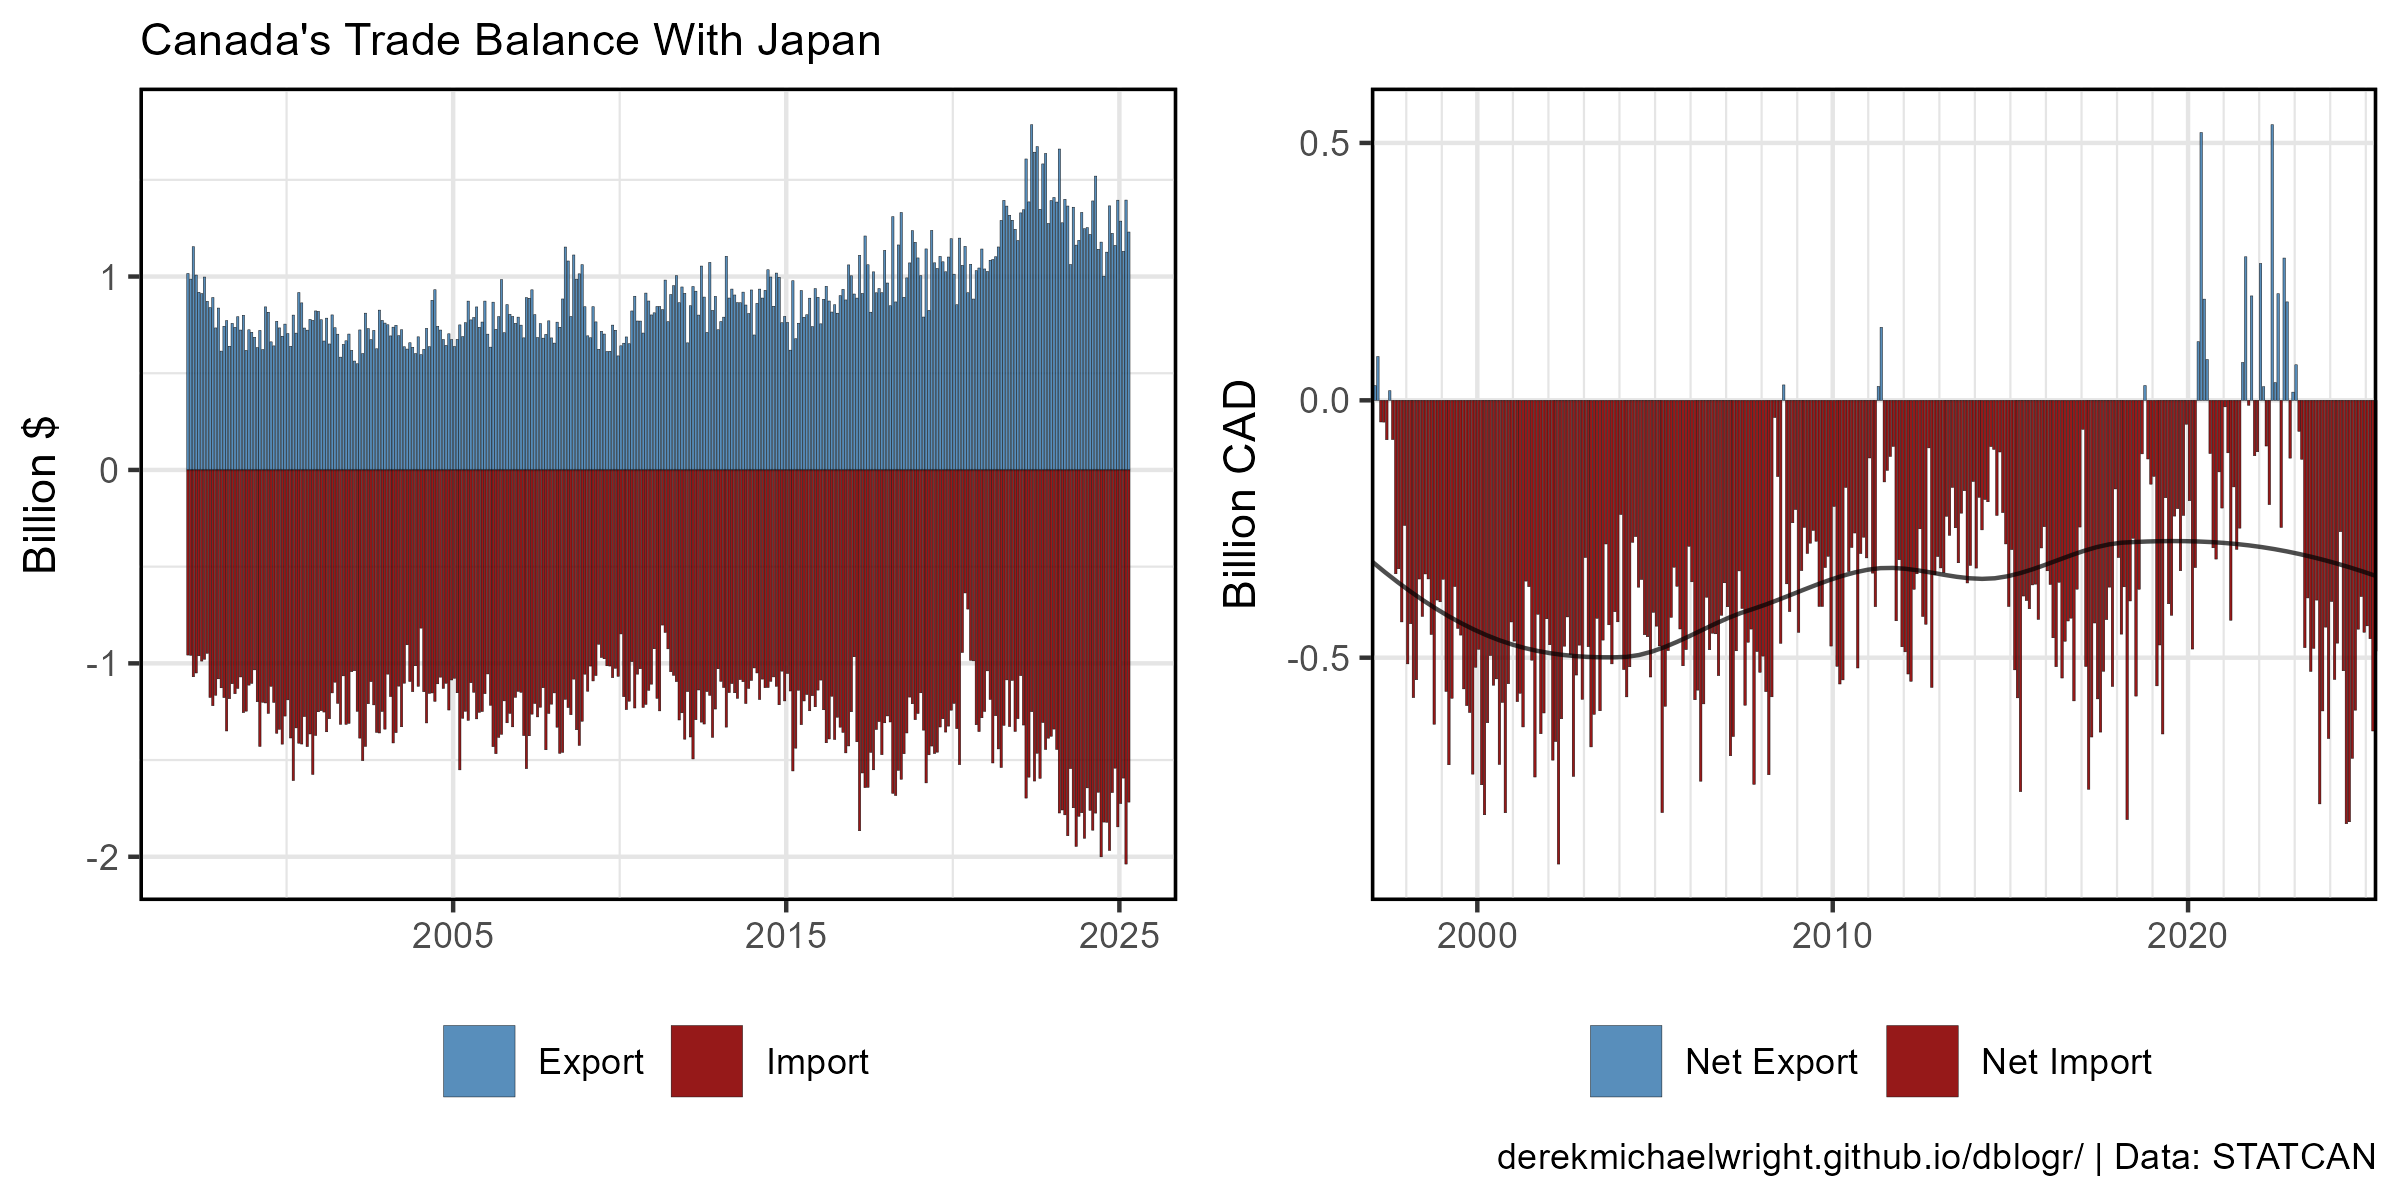 Canada's Trade Balance With Japan
Billion $
1
0
-1
-2
2005 2015 2025
Export Import
Billion CAD
0.5
0.0
-0.5
2000 2010 2020
Net Export Net Import
derekmichaelwright.github.io/dblogr/ | Data: STATCAN